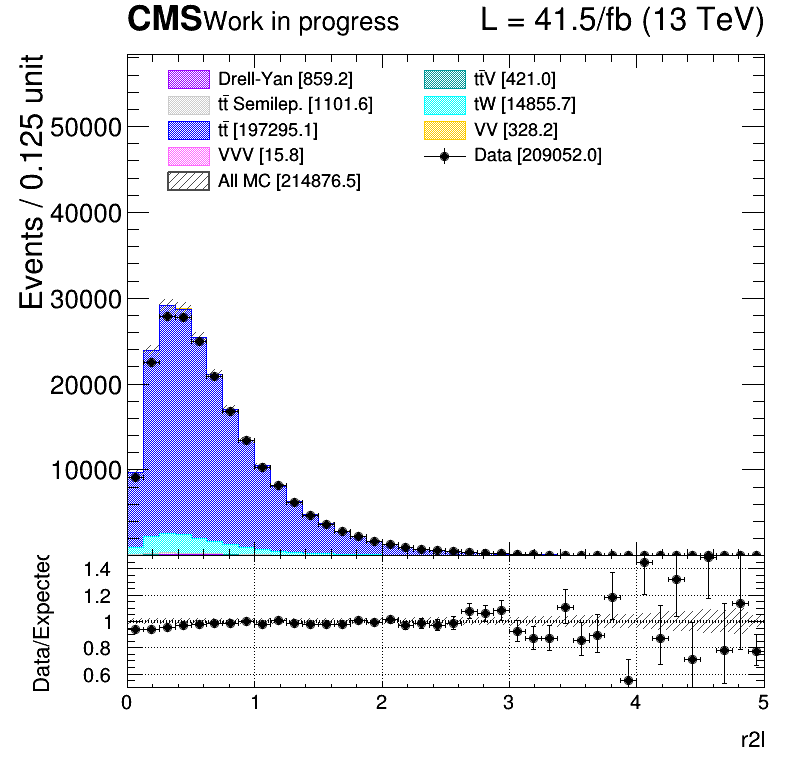 CMS Work in progress L = 41.5/fb (13 TeV)
Events / 0.125 unit
Drell-Yan [859.2]
tt̄ Semilep. [1101.6]
tt̄ [197295.1]
VVV [15.8]
All MC [214876.5]
tt̄V [421.0]
tW [14855.7]
VV [328.2]
Data [209052.0]
50000
40000
30000
20000
10000
Data/Expected
1.4
1.2
1
0.8
0.6
0 1 2 3 4 5
r2l